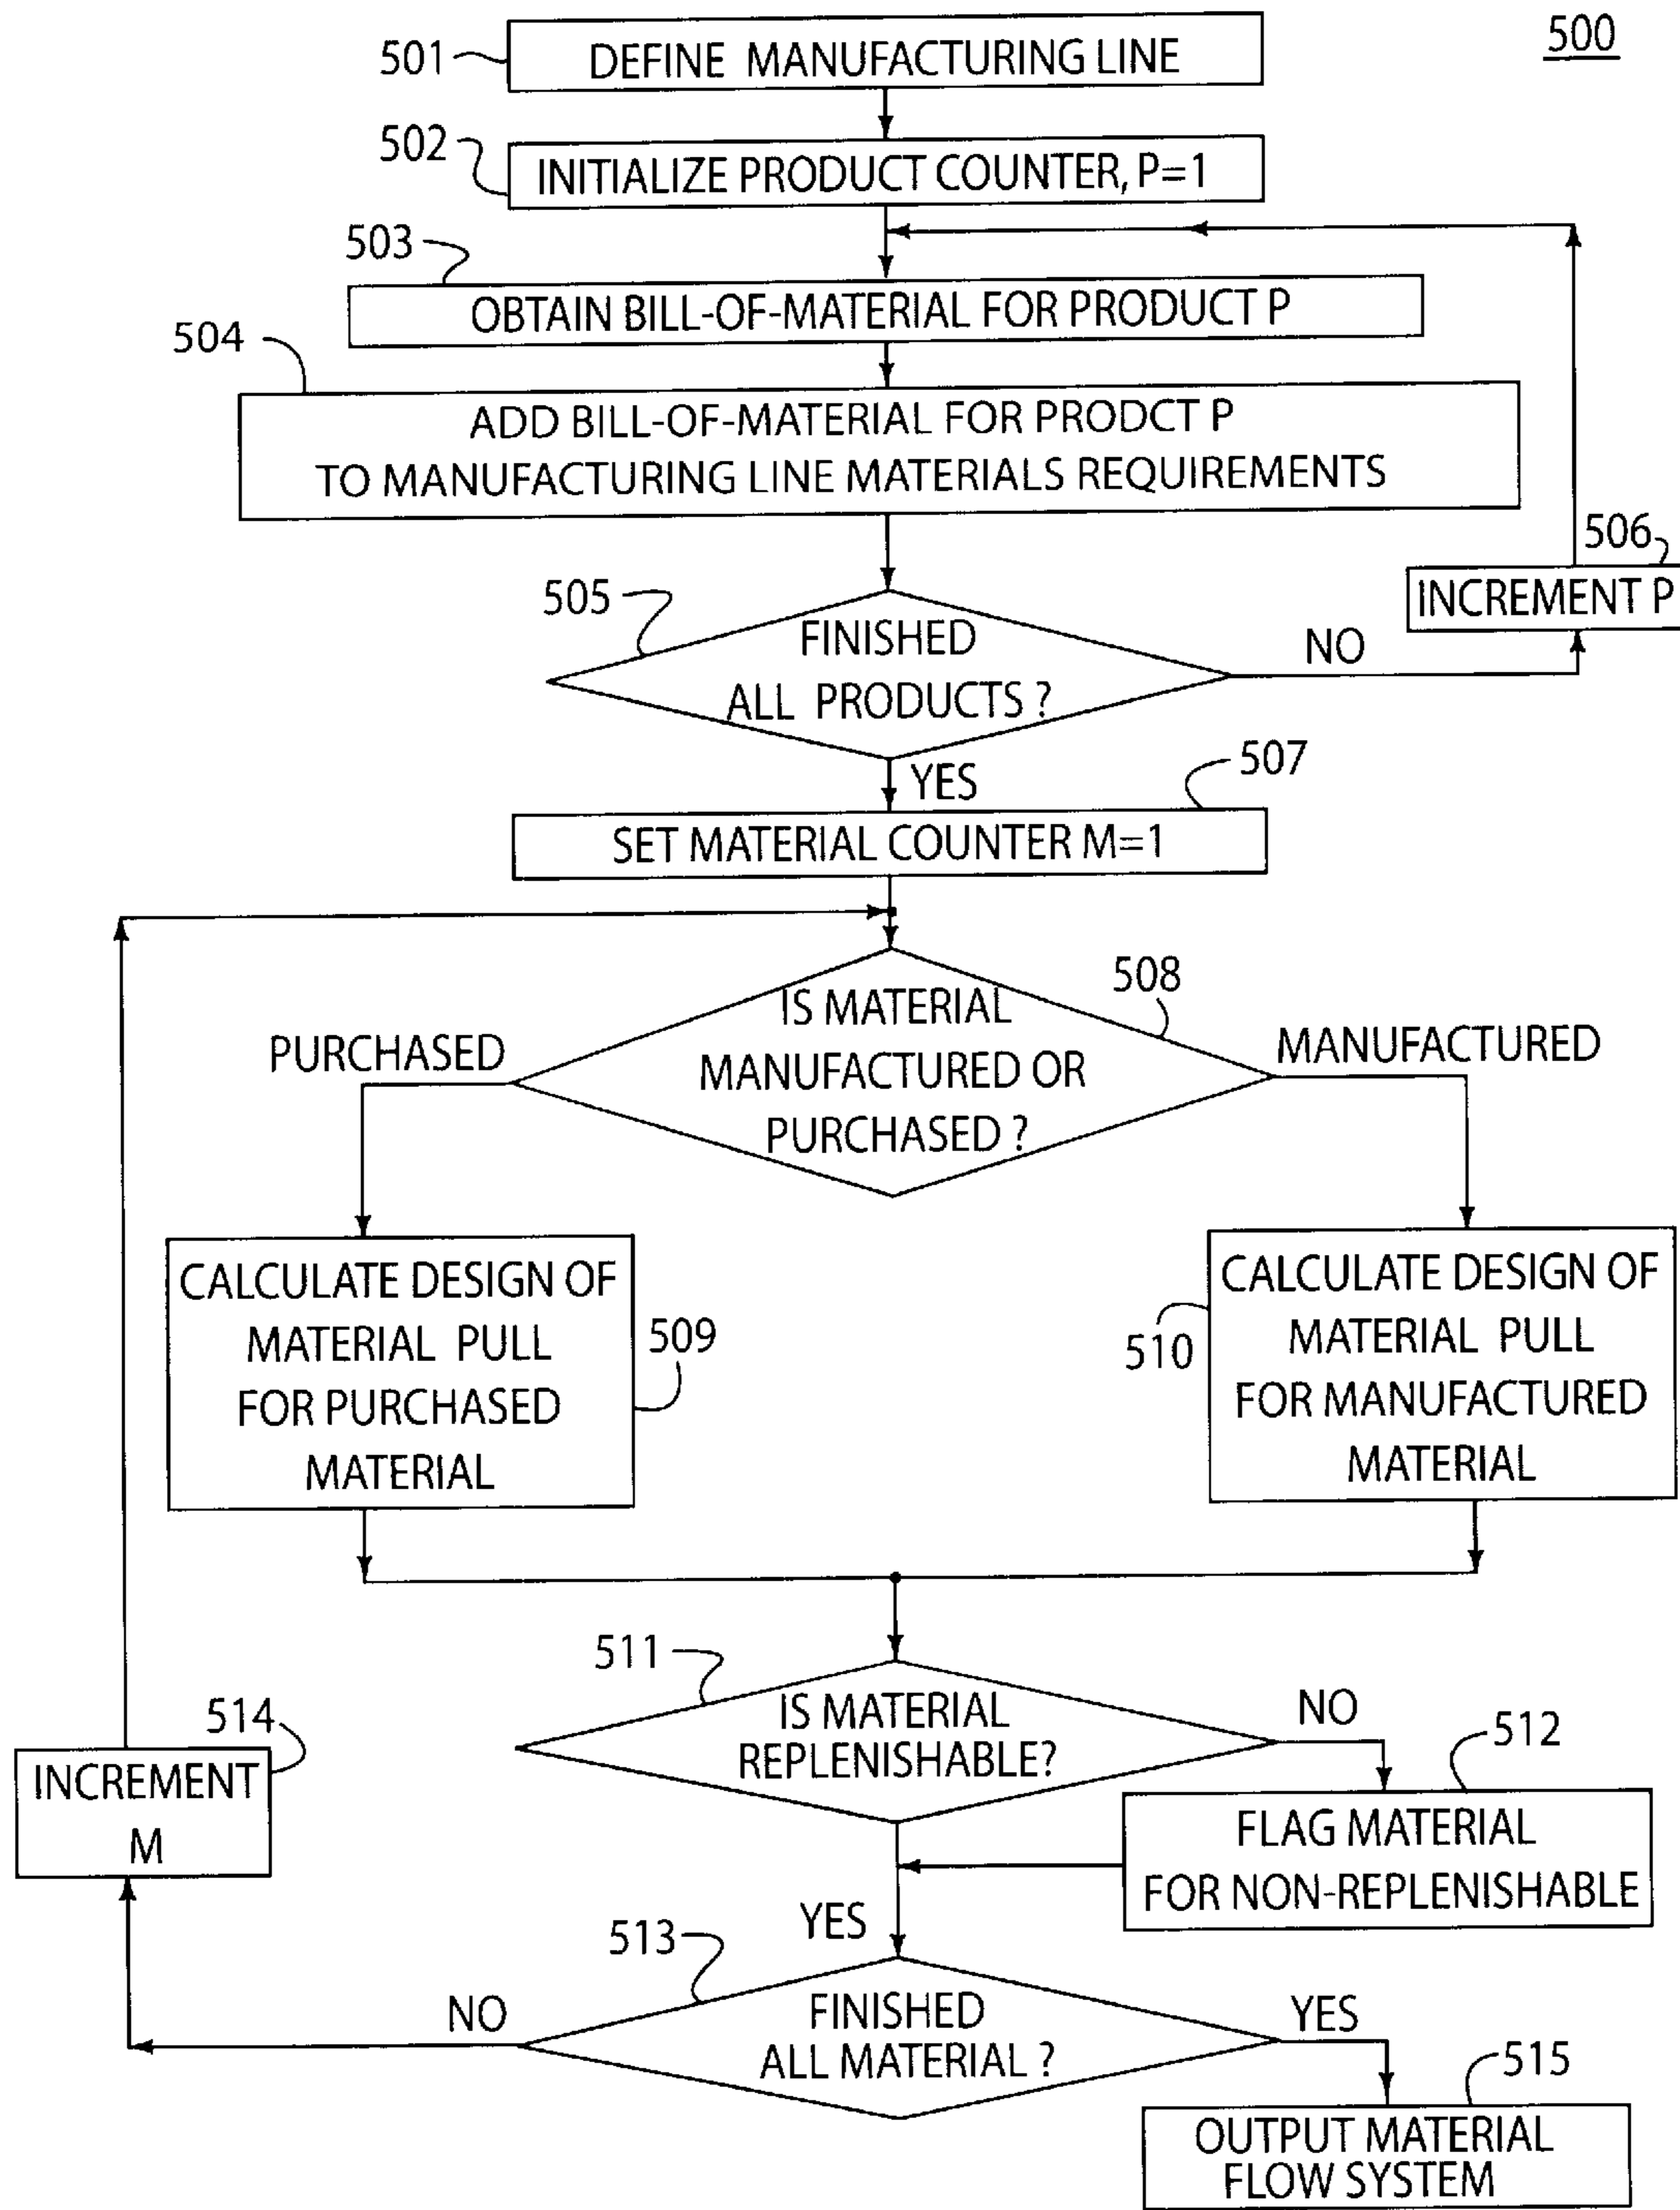 500
501
DEFINE MANUFACTURING LINE
502
INITIALIZE PRODUCT COUNTER, P=1
503
OBTAIN BILL-OF-MATERIAL FOR PRODUCT P
504
ADD BILL-OF-MATERIAL FOR PRODCT P
TO MANUFACTURING LINE MATERIALS REQUIREMENTS
505
FINISHED
ALL PRODUCTS ?
NO
506
INCREMENT P
YES
507
SET MATERIAL COUNTER M=1
508
IS MATERIAL
MANUFACTURED OR
PURCHASED ?
PURCHASED
MANUFACTURED
CALCULATE DESIGN OF
MATERIAL PULL
FOR PURCHASED
MATERIAL
509
510
CALCULATE DESIGN OF
MATERIAL PULL
FOR MANUFACTURED
MATERIAL
511
IS MATERIAL
REPLENISHABLE?
NO
512
FLAG MATERIAL
FOR NON-REPLENISHABLE
514
INCREMENT
M
YES
513
FINISHED
ALL MATERIAL ?
NO
YES
515
OUTPUT MATERIAL
FLOW SYSTEM